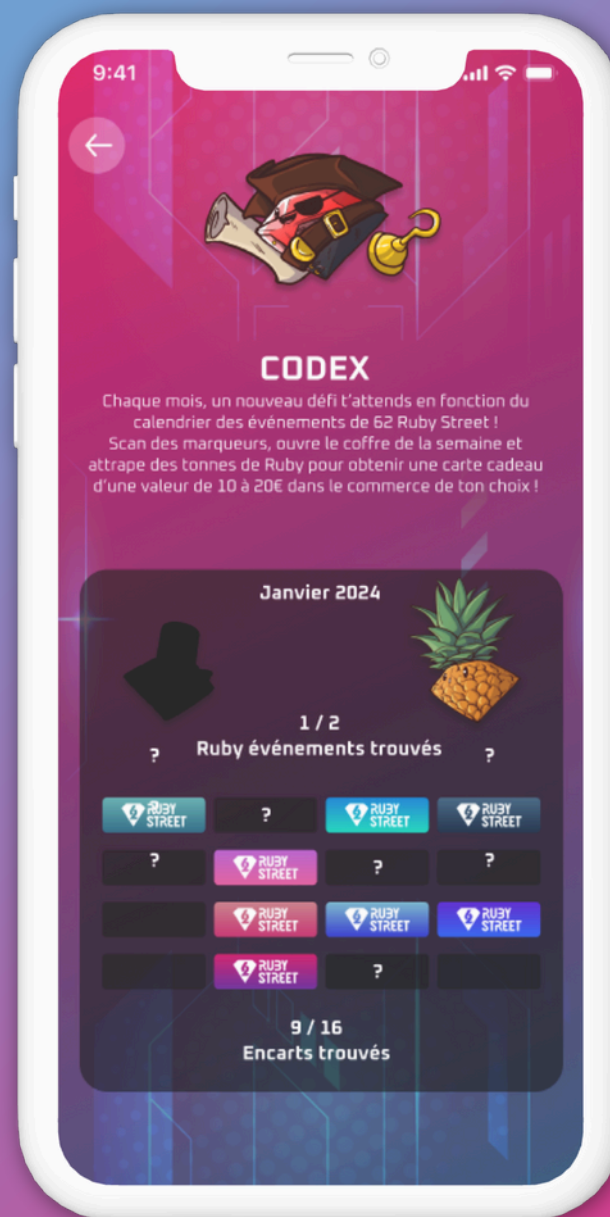 9:41
CODEX
Chaque mois, un nouveau défi t'attends en fonction du
calendrier des événements de 62 Ruby Street !
Scan des marqueurs, ouvre le coffre de la semaine et
attrape des tonnes de Ruby pour obtenir une carte cadeau
d'une valeur de 10 à 20€ dans le commerce de ton choix !
Janvier 2024
1 / 2
? Ruby événements trouvés ?
RUBY STREET ? RUBY STREET RUBY STREET
? RUBY STREET ? ?
RUBY STREET RUBY STREET RUBY STREET
RUBY STREET ?
9 / 16
Encarts trouvés